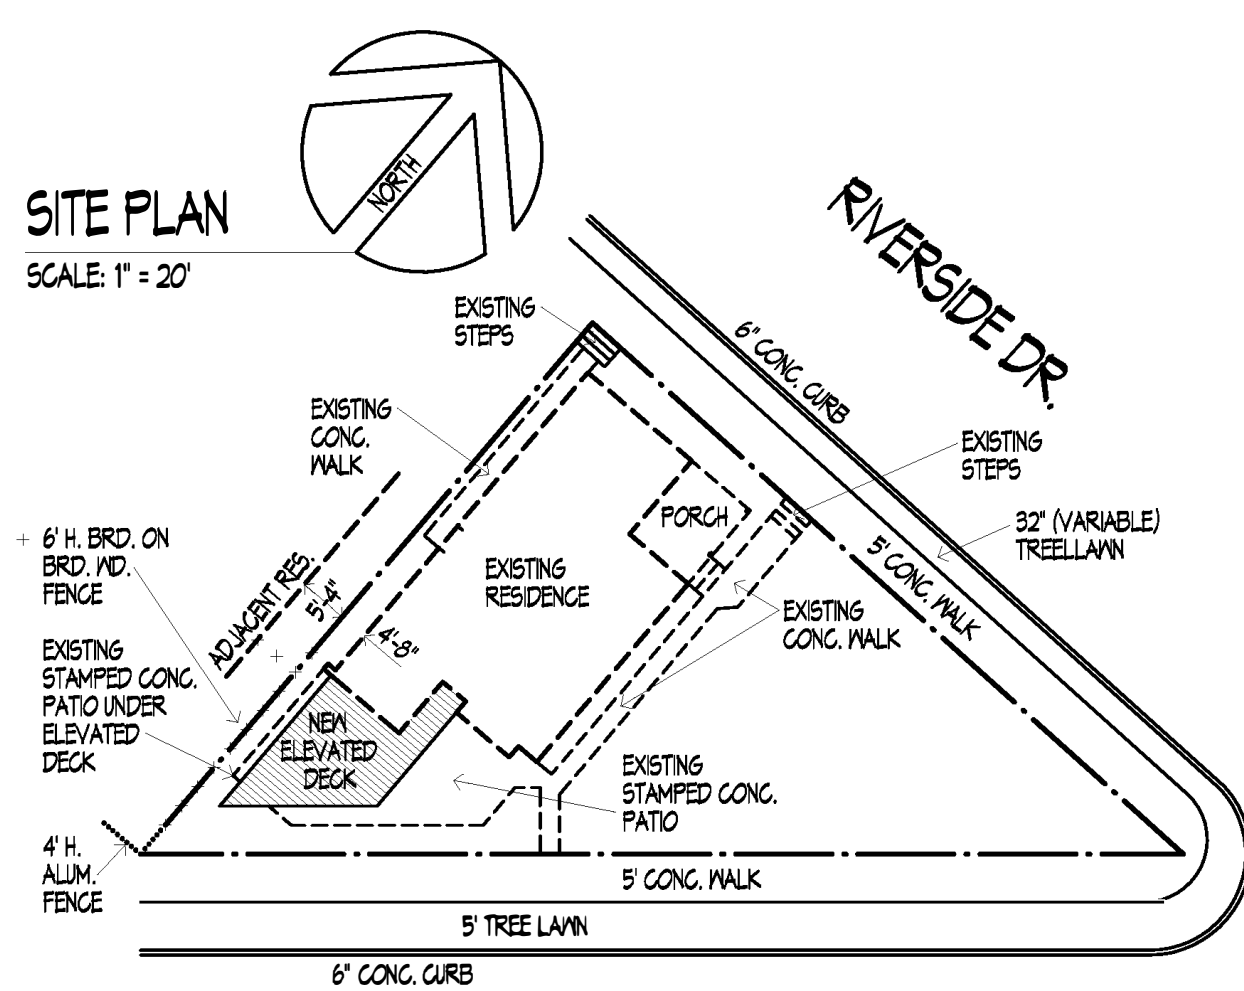 NORTH
SITE PLAN
SCALE: 1" = 20'
RIVERSIDE DR.
EXISTING
STEPS
6" CONC. CURB
EXISTING
CONC.
WALK
EXISTING
STEPS
PORCH
32" (VARIABLE)
TREELLAWN
6' H. BRD. ON
BRD. WD.
FENCE
5' CONC. WALK
ADJACENT RES.
5'-4"
EXISTING
RESIDENCE
EXISTING
CONC. WALK
4'-8"
EXISTING
STAMPED CONC.
PATIO UNDER
ELEVATED
DECK
NEW
ELEVATED
DECK
EXISTING
STAMPED CONC.
PATIO
4' H.
ALUM.
FENCE
5' CONC. WALK
5' TREE LAWN
6" CONC. CURB